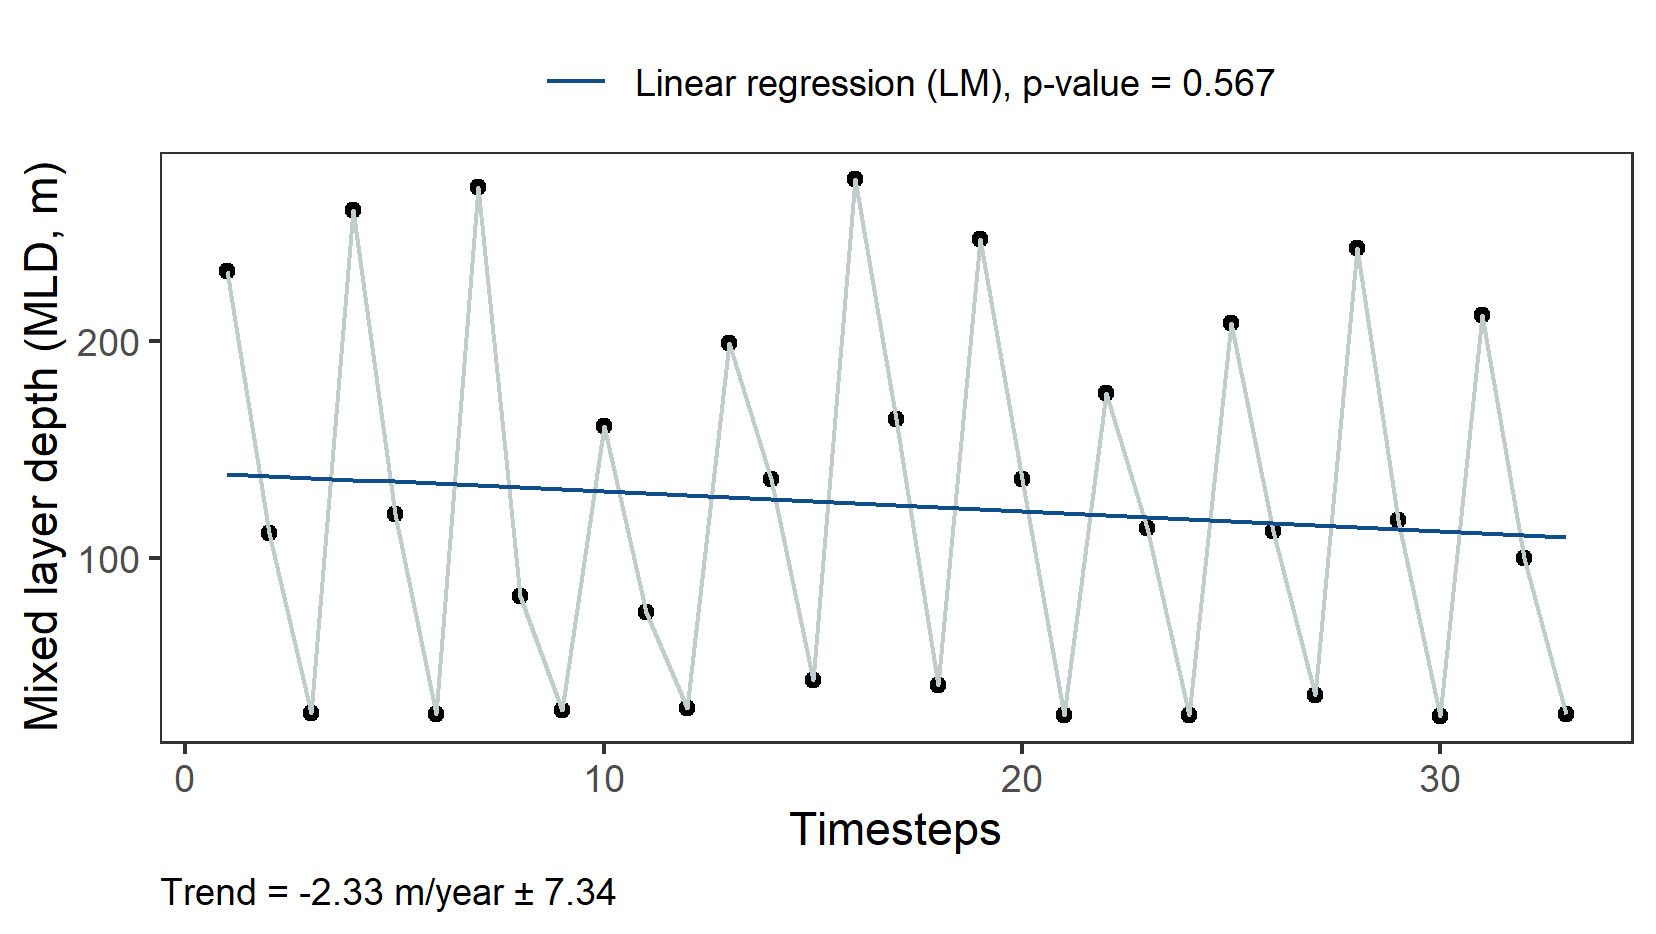 Linear regression (LM), p-value = 0.567
Mixed layer depth (MLD, m)
200
100
0 10 20 30
Timesteps
Trend = -2.33 m/year ± 7.34